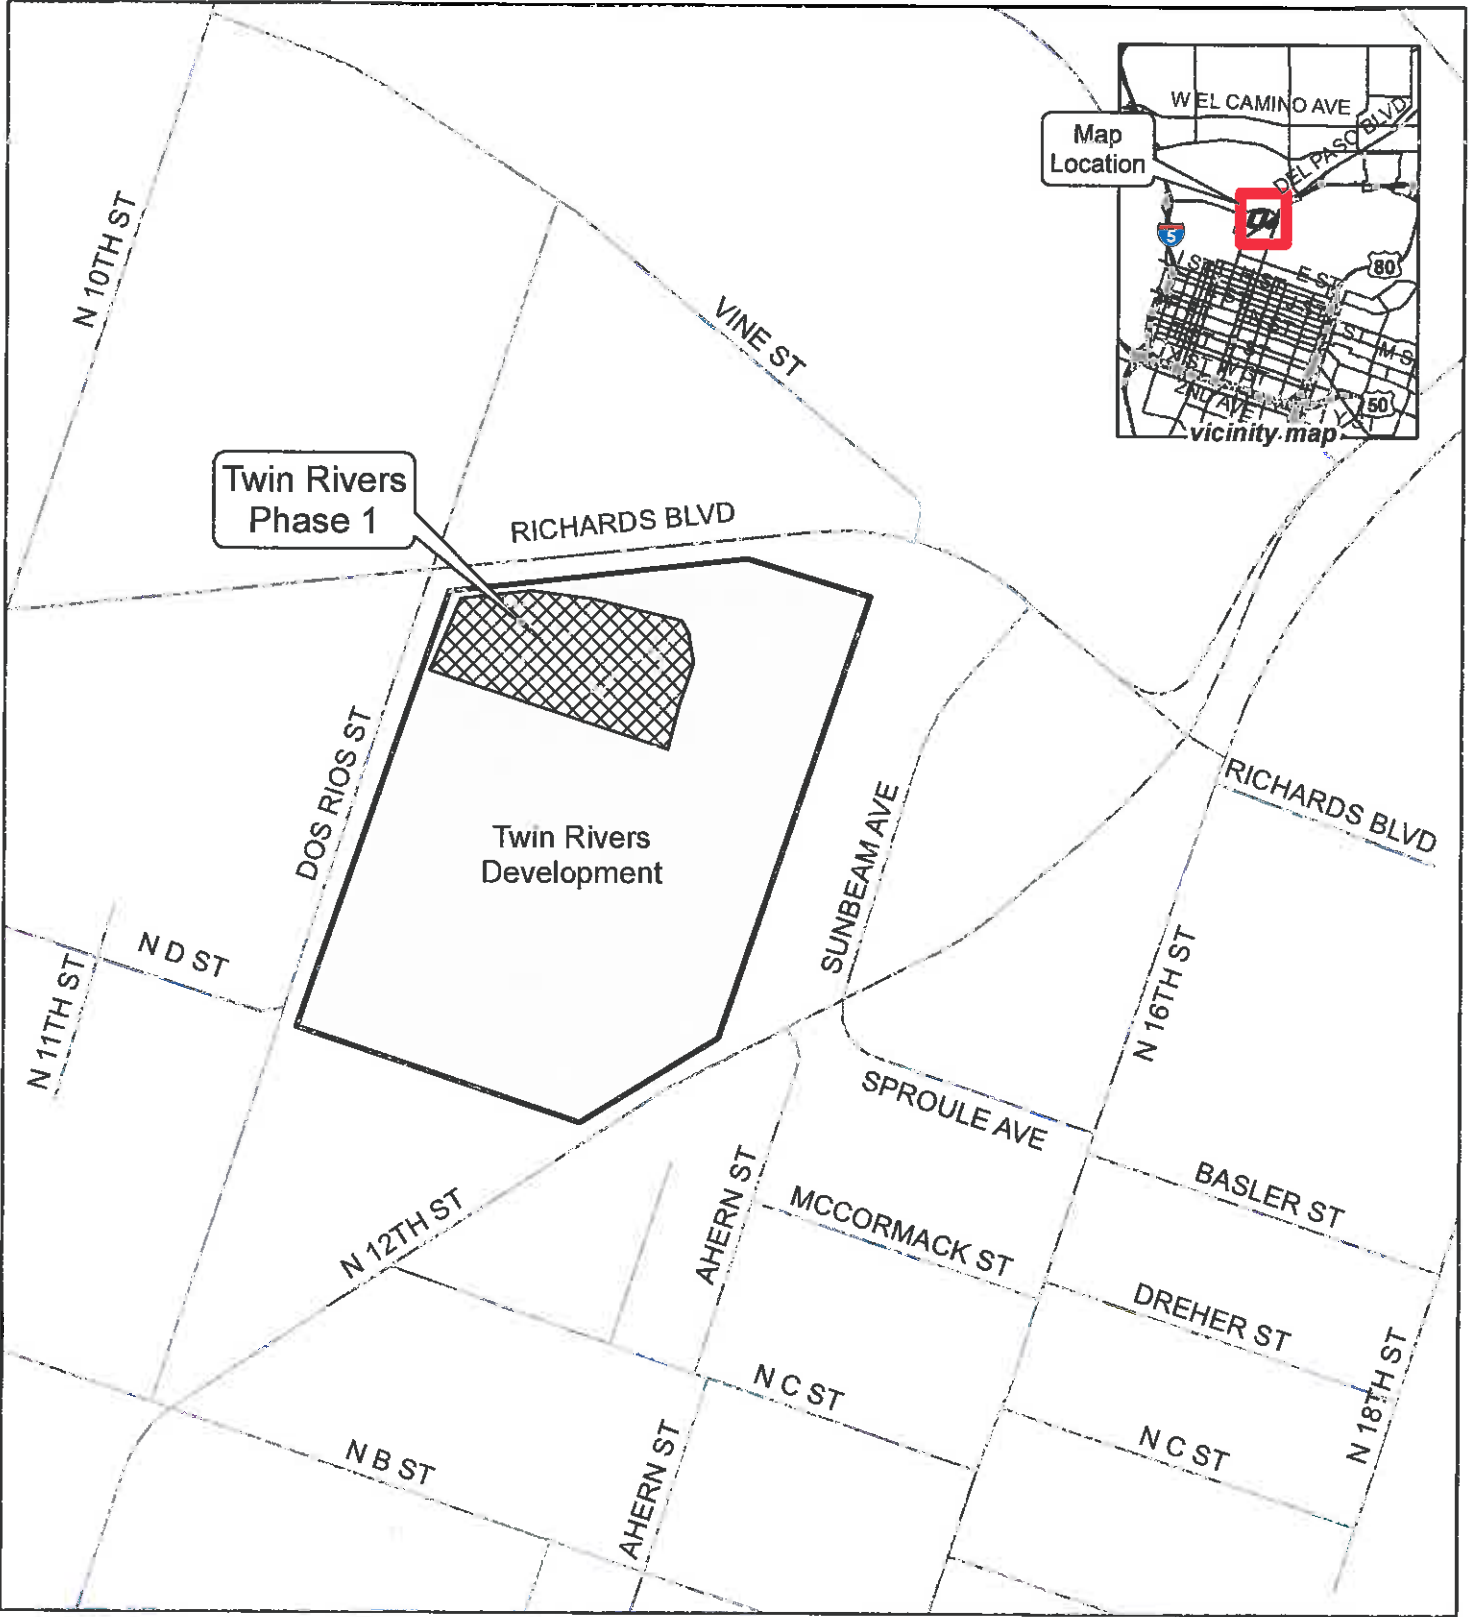 W EL CAMINO AVE
DEL PASO BLVD
Map
Location
5
80
E ST
M S
50
2ND AVE
vicinity map
N 10TH ST
VINE ST
Twin Rivers
Phase 1
RICHARDS BLVD
DOS RIOS ST
RICHARDS BLVD
Twin Rivers
Development
SUNBEAM AVE
N D ST
N 11TH ST
N 16TH ST
SPROULE AVE
BASLER ST
AHERN ST
MCCORMACK ST
N 12TH ST
DREHER ST
N 18TH ST
N C ST
N C ST
N B ST
AHERN ST